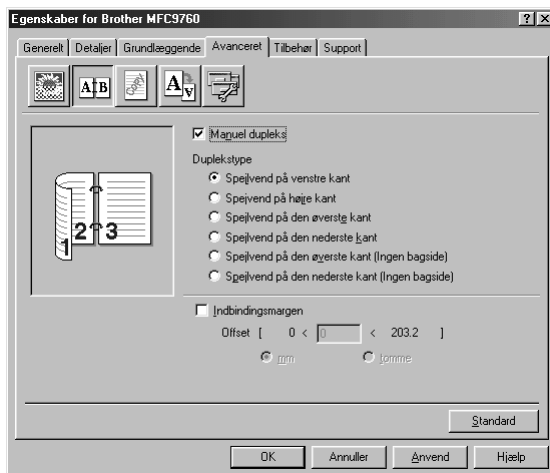 Egenskaber for Brother MFC9760
Generelt Detaljer Grundlæggende Avanceret Tilbehør Support
A B copy A A
Manuel dupleks
Duplekstype
Spejlvend på venstre kant
Spejvend på højre kant
Spejlvend på den øverste kant
Spejlvend på den nederste kant
Spejlvend på den øverste kant (Ingen bagside)
Spejlvend på den nederste kant (Ingen bagside)
1 2 3
Indbindingsmargen
Offset [ 0 < 0 < 203.2 ]
mm tomme
Standard
OK Annuller Anvend Hjælp